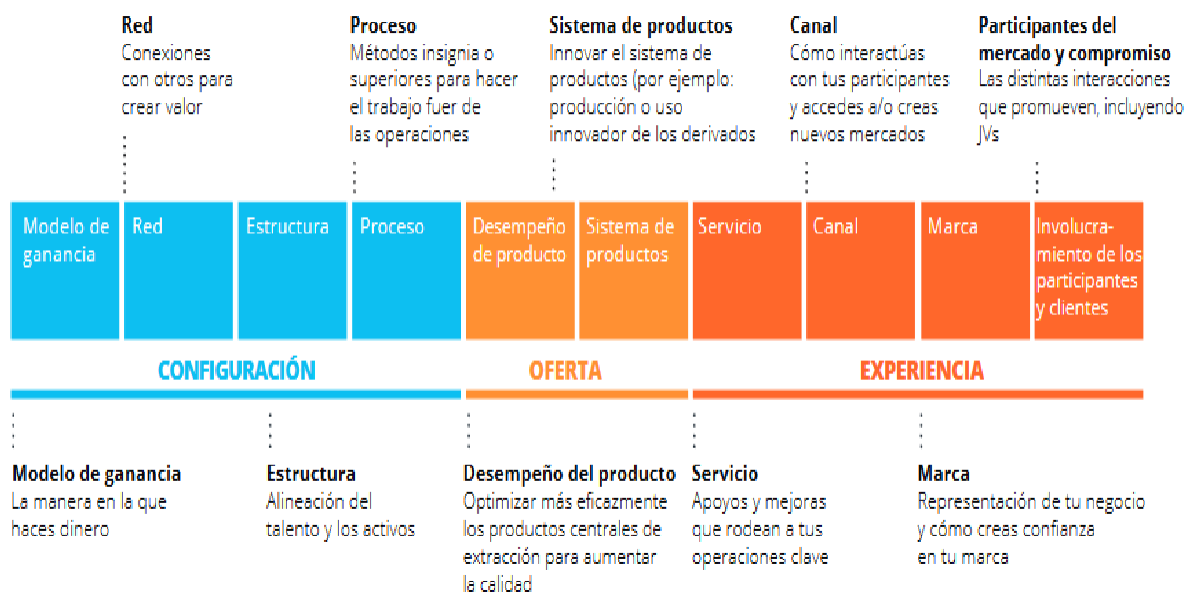 Red
Conexiones
con otros para
crear valor
Proceso
Métodos insignia o
superiores para hacer
el trabajo fuer de
las operaciones
Sistema de productos
Innovar el sistema de
productos (por ejemplo:
producción o uso
innovador de los derivados
Canal
Cómo interactúas
con tus participantes
y accedes a/o creas
nuevos mercados
Participantes del
mercado y compromiso
Las distintas interacciones
que promueven, incluyendo
JVs
Modelo de
ganancia
Red
Estructura
Proceso
Desempeño
de producto
Sistema de
productos
Servicio
Canal
Marca
Involucra-
miento de los
participantes
y clientes
CONFIGURACIÓN
OFERTA
EXPERIENCIA
Modelo de ganancia
La manera en la que
haces dinero
Estructura
Alineación del
talento y los activos
Desempeño del producto
Optimizar más eficazmente
los productos centrales de
extracción para aumentar
la calidad
Servicio
Apoyos y mejoras
que rodean a tus
operaciones clave
Marca
Representación de tu negocio
y cómo creas confianza
en tu marca